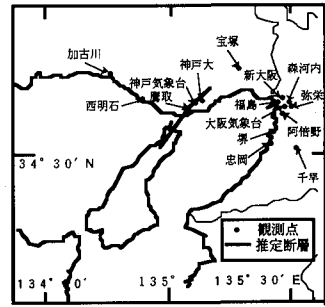 宝塚
加古川
神戸大
新大阪
森河内
神戸気象台
鷹取
西明石
福島
弥栄
大阪気象台
阿倍野
堺
忠岡
34°30'N
千早
観測点
推定断層
134°30' 135° 135°30'E